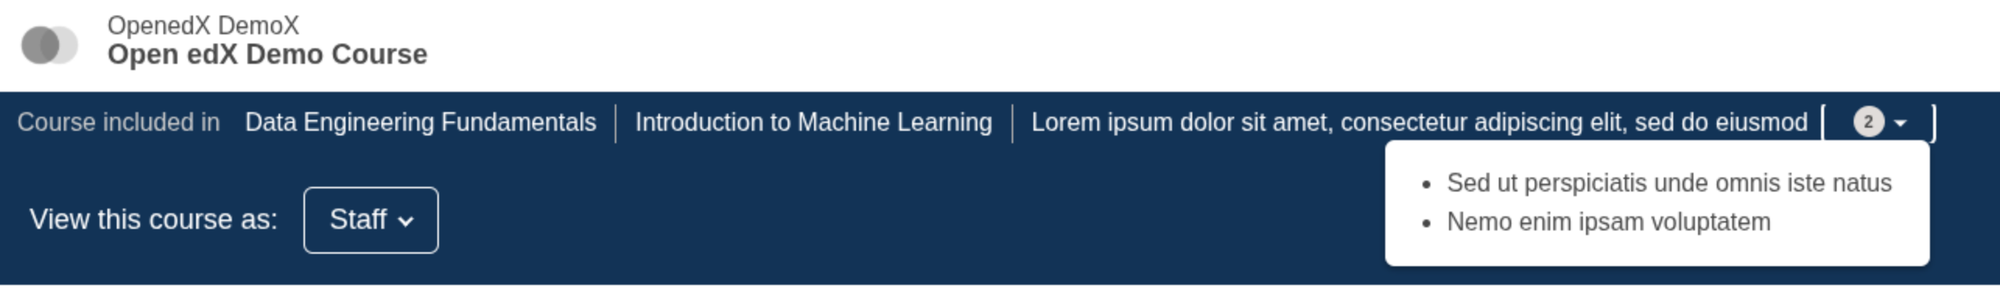 OpenedX DemoX
Open edX Demo Course
Course included in Data Engineering Fundamentals Introduction to Machine Learning Lorem ipsum dolor sit amet, consectetur adipiscing elit, sed do eiusmod 2
Sed ut perspiciatis unde omnis iste natus
Nemo enim ipsam voluptatem
View this course as: Staff